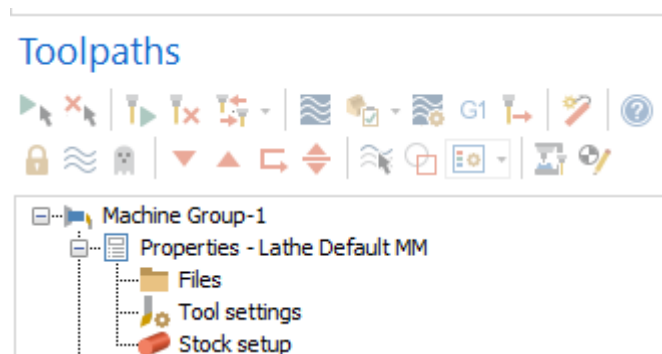 Toolpaths
G1
Machine Group-1
Properties - Lathe Default MM
Files
Tool settings
Stock setup